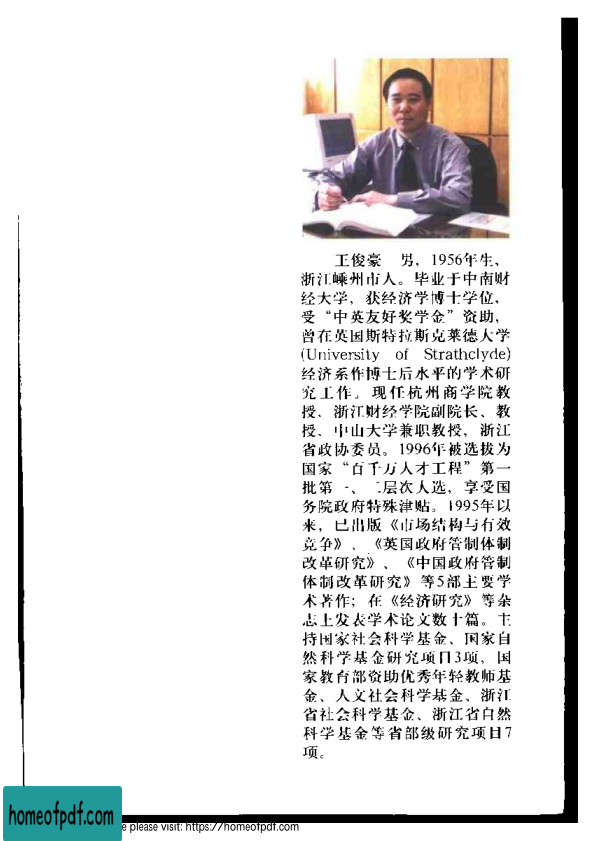 王俊豪 男，1956年生，
浙江嵊州市人。毕业于中南财
经大学，获经济学博士学位，
受“中英友好奖学金”资助，
曾在英国斯特拉斯克莱德大学
(University of Strathclyde)
经济系作博士后水平的学术研
究工作。现任杭州商学院教
授、浙江财经学院副院长、教
授、中山大学兼职教授、浙江
省政协委员。1996年被选拔为
国家“百千万人才工程”第一
批第一、二层次人选，享受国
务院政府特殊津贴。1995年以
来，已出版《市场结构与有效
竞争》、《英国政府管制体制
改革研究》、《中国政府管制
体制改革研究》等5部主要学
术著作；在《经济研究》等杂
志上发表学术论文数十篇。主
持国家社会科学基金、国家自
然科学基金研究项目3项，国
家教育部资助优秀年轻教师基
金、人文社会科学基金、浙江
省社会科学基金、浙江省自然
科学基金等省部级研究项目7
项。
homeofpdf.com
e please visit: https://homeofpdf.com